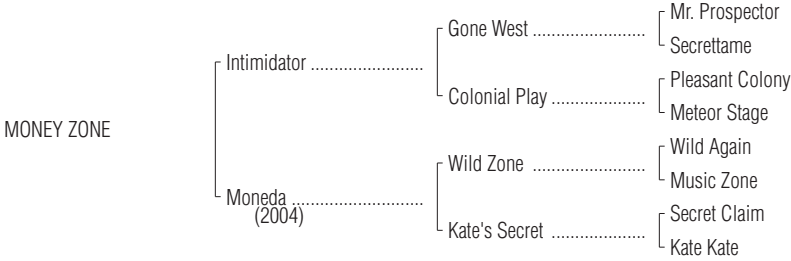 Mr. Prospector
Gone West ........................
Secrettame
Intimidator ........................
Pleasant Colony
Colonial Play ....................
Meteor Stage
MONEY ZONE
Wild Again
Wild Zone ........................
Music Zone
Moneda ............................
(2004)
Secret Claim
Kate's Secret ....................
Kate Kate